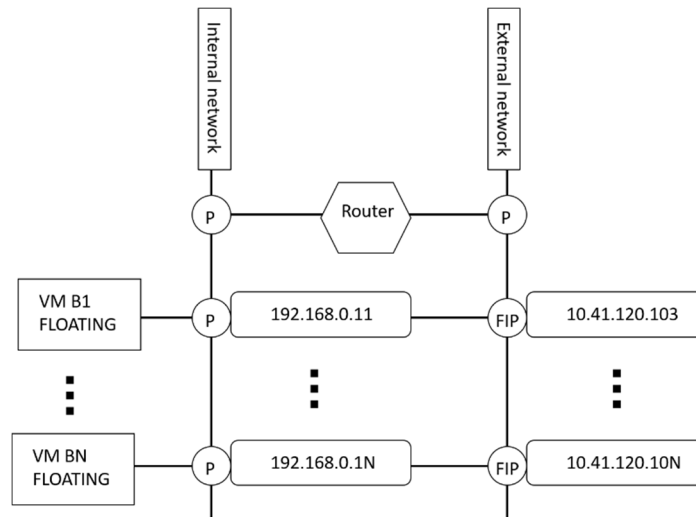 Internal network
External network
P
Router
P
VM B1
FLOATING
P
192.168.0.11
FIP
10.41.120.103
VM BN
FLOATING
P
192.168.0.1N
FIP
10.41.120.10N